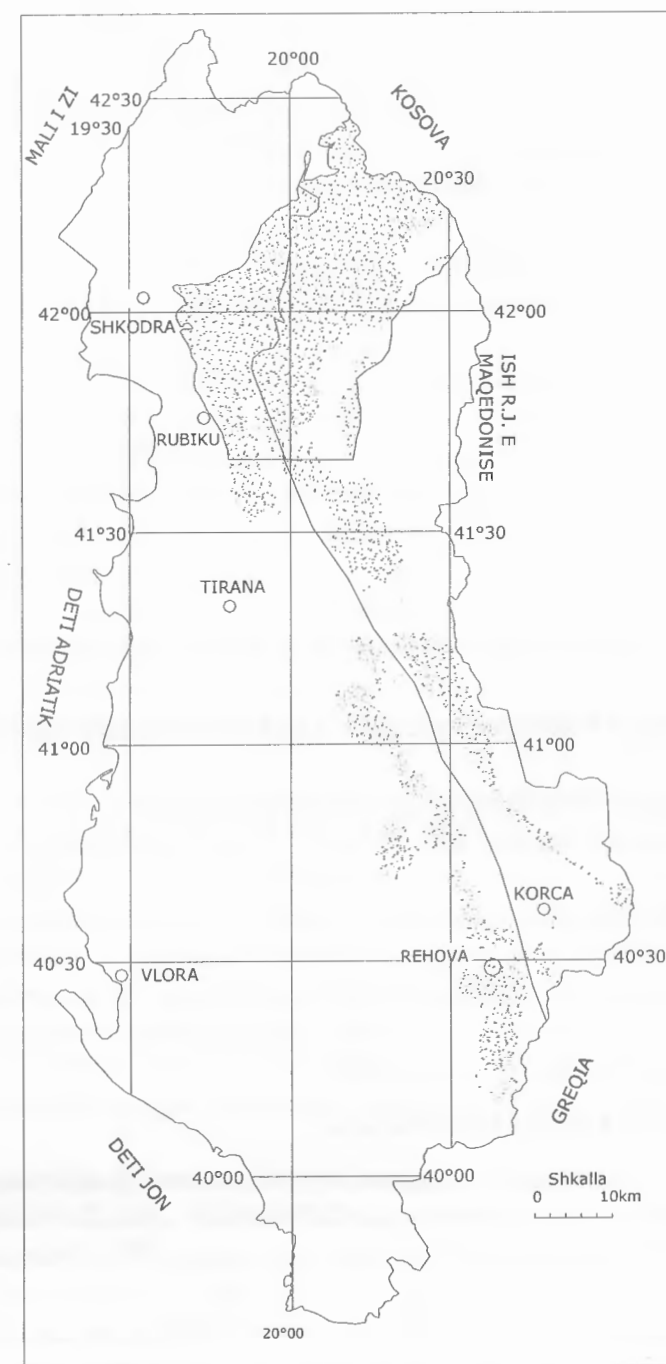 20°00
MALI I ZI
42°30
19°30
KOSOVA
20°30
42°00
SHKODRA
42°00
ISH R.J. E
MAQEDONISE
RUBIKU
41°30
41°30
TIRANA
DETI ADRIATIK
41°00
41°00
KORCA
40°30
VLORA
REHOVA
40°30
GREQIA
DETI JON
40°00
40°00
Shkalla
0 10km
20°00